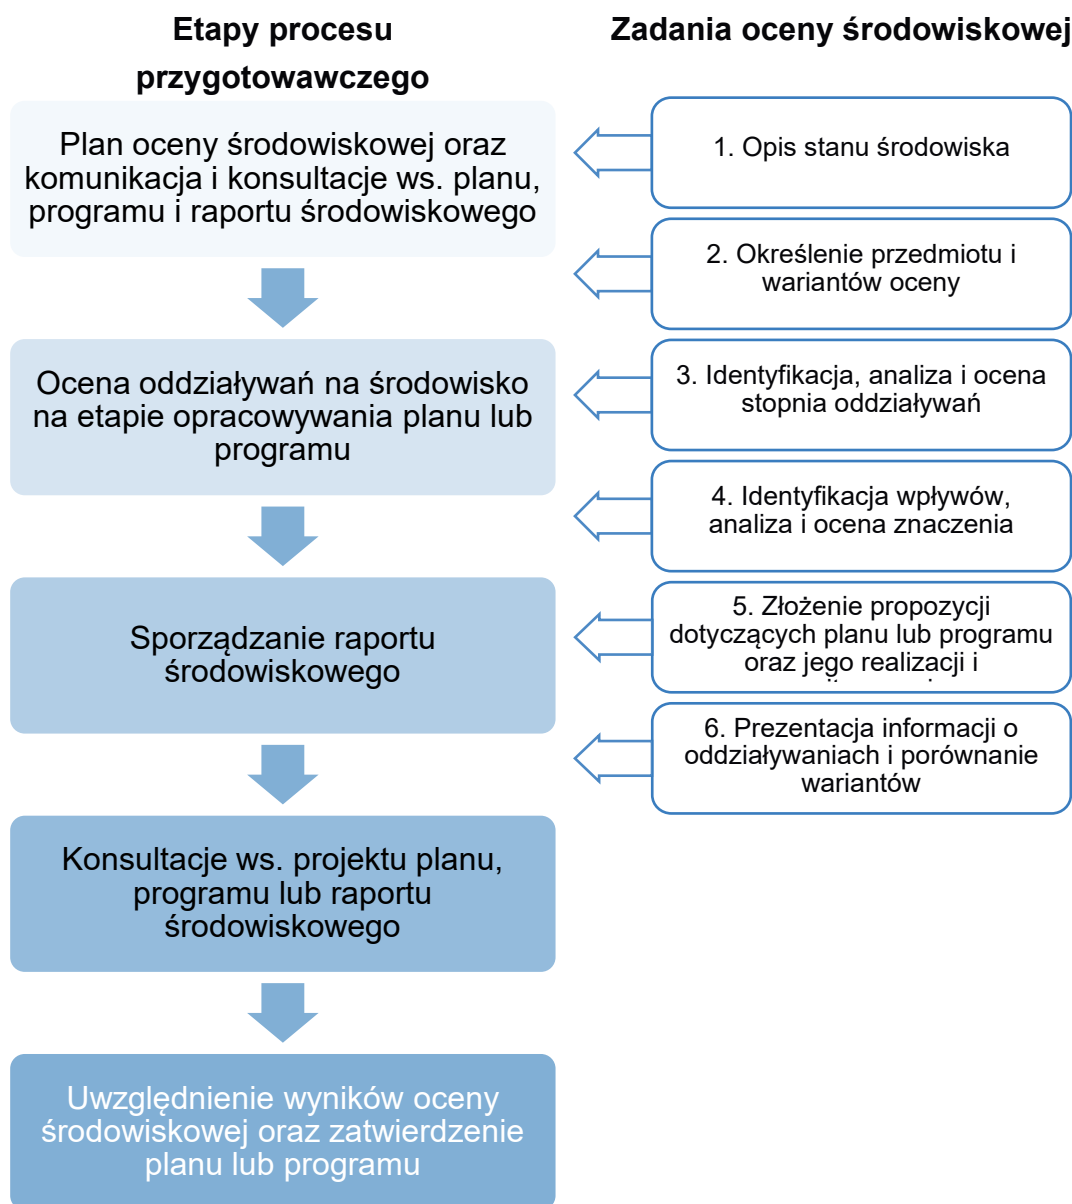 Etapy procesu
przygotowawczego
Plan oceny środowiskowej oraz
komunikacja i konsultacje ws. planu,
programu i raportu środowiskowego
Ocena oddziaływań na środowisko
na etapie opracowywania planu lub
programu
Sporządzanie raportu
środowiskowego
Konsultacje ws. projektu planu,
programu lub raportu
środowiskowego
Uwzględnienie wyników oceny
środowiskowej oraz zatwierdzenie
planu lub programu
Zadania oceny środowiskowej
1. Opis stanu środowiska
2. Określenie przedmiotu i
wariantów oceny
3. Identyfikacja, analiza i ocena
stopnia oddziaływań
4. Identyfikacja wpływów,
analiza i ocena znaczenia
5. Złożenie propozycji
dotyczących planu lub programu
oraz jego realizacji i
6. Prezentacja informacji o
oddziaływaniach i porównanie
wariantów